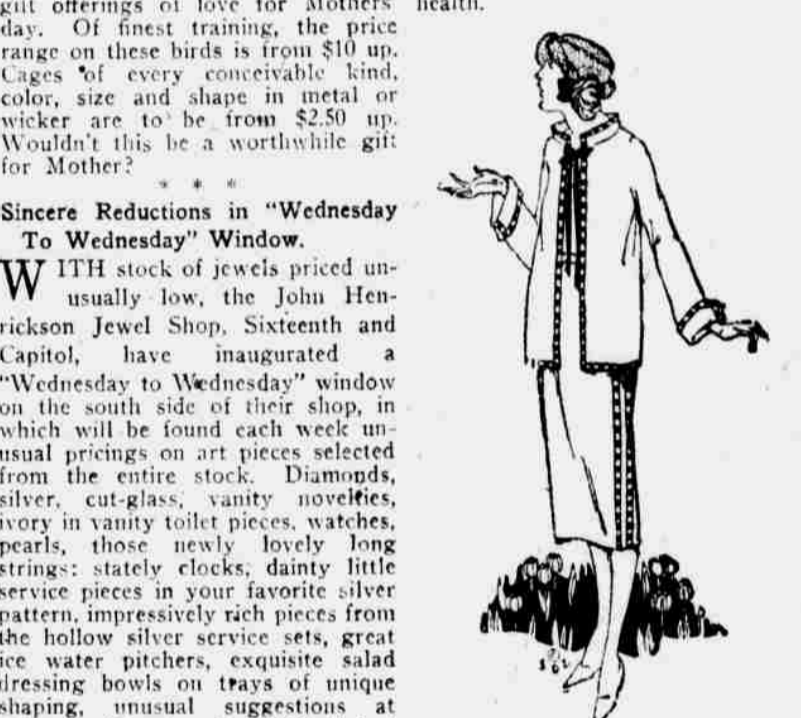 gift offerings of love for Mothers'
day. Of finest training, the price
range on these birds is from $10 up.
Cages of every conceivable kind,
color, size and shape in metal or
wicker are to be from $2.50 up.
Wouldn't this be a worthwhile gift
for Mother?
* * *
Sincere Reductions in "Wednesday
To Wednesday" Window.
WITH stock of jewels priced un-
usually low, the John Hen-
rickson Jewel Shop, Sixteenth and
Capitol, have inaugurated a
"Wednesday to Wednesday" window
on the south side of their shop, in
which will be found each week un-
usual pricings on art pieces selected
from the entire stock. Diamonds,
silver, cut-glass, vanity novelties,
ivory in vanity toilet pieces, watches,
pearls, those newly lovely long
strings: stately clocks, dainty little
service pieces in your favorite silver
pattern, impressively rich pieces from
the hollow silver service sets, great
ice water pitchers, exquisite salad
dressing bowls on trays of unique
shaping, unusual suggestions at
health.